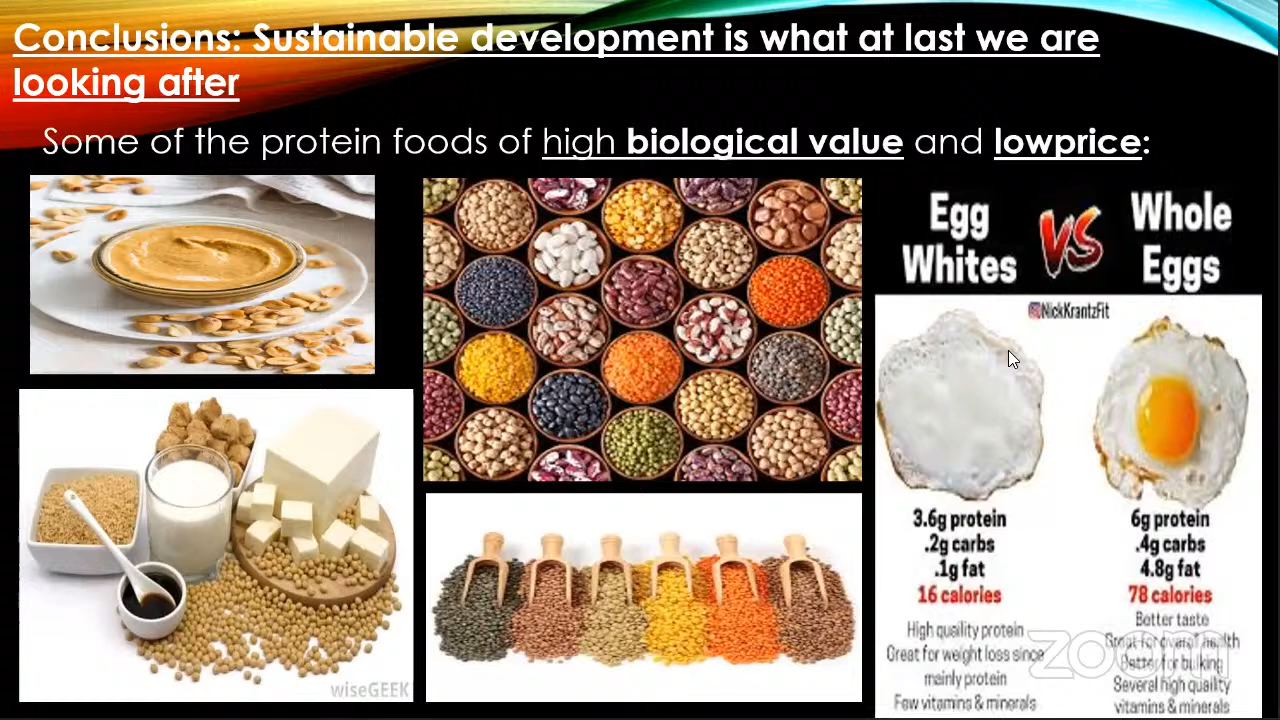 Conclusions: Sustainable development is what at last we are
looking after
Some of the protein foods of high biological value and lowprice:
Egg
Whites
VS
Whole
Eggs
@NickKrantzFit
3.6g protein
.2g carbs
.1g fat
16 calories
High quality protein
Great for weight loss since
mainly protein
Few vitamins & minerals
6g protein
.4g carbs
4.8g fat
78 calories
Better taste
Great for overall health
Better for bulking
Several high quality
vitamins & minerals
wiseGEEK
zoom